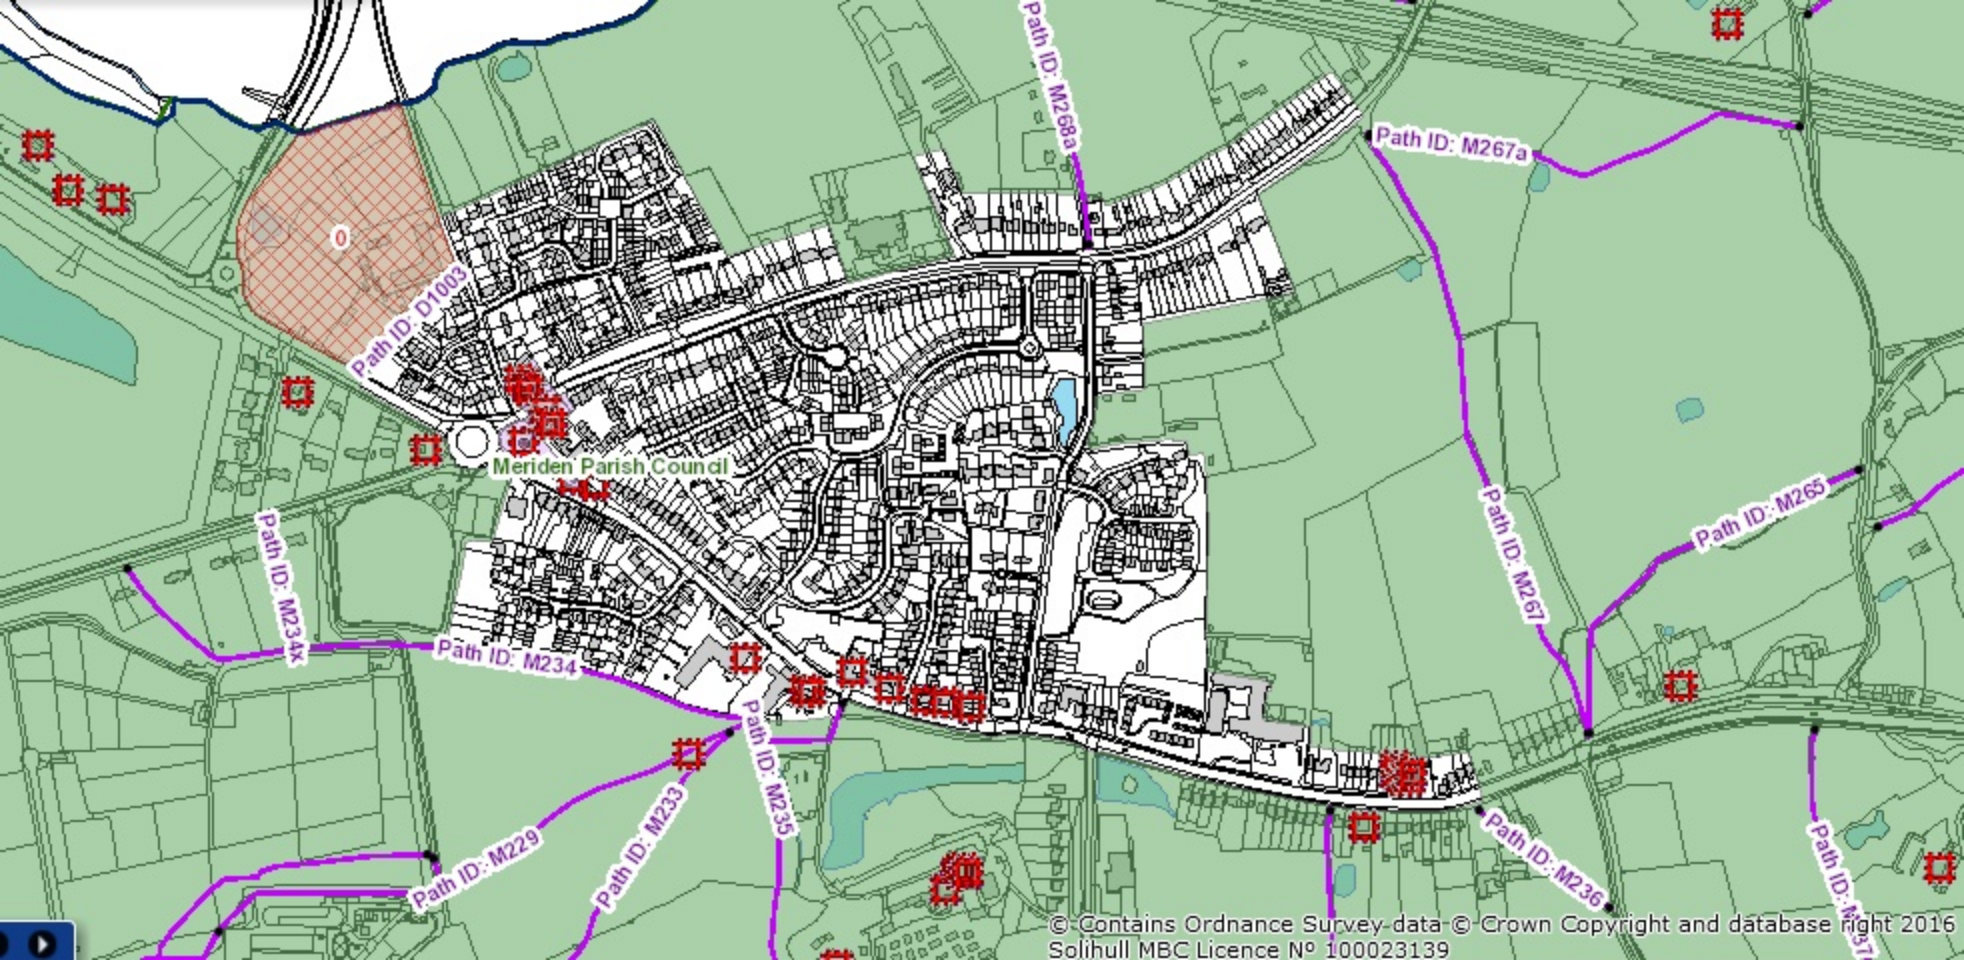 Path ID: M268a
Path ID: M267a
0
Path ID: D1003
Meriden Parish Council
Path ID: M234x
Path ID: M267
Path ID: M265
Path ID: M234
Path ID: M235
Path ID: M233
Path ID: M229
Path ID: M236
Path ID:
© Contains Ordnance Survey data © Crown Copyright and database right 2016
Solihull MBC Licence Nº 100023139